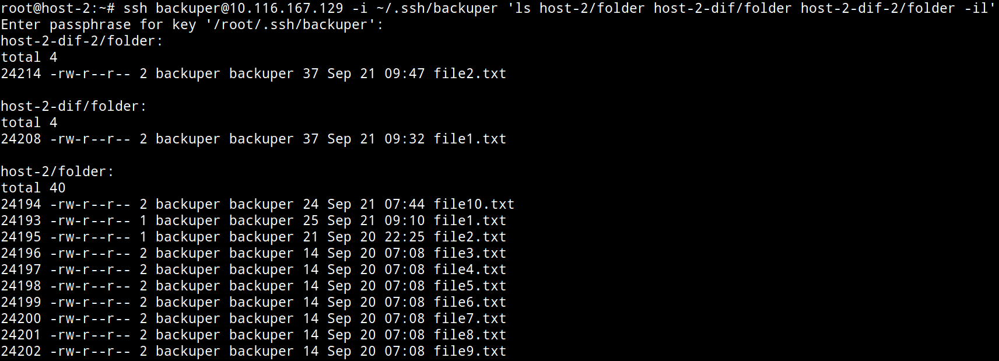 root@host-2:~# ssh backuper@10.116.167.129 -i ~/.ssh/backuper 'ls host-2/folder host-2-dif/folder host-2-dif-2/folder -il'
Enter passphrase for key '/root/.ssh/backuper':
host-2-dif-2/folder:
total 4
24214 -rw-r--r-- 2 backuper backuper 37 Sep 21 09:47 file2.txt

host-2-dif/folder:
total 4
24208 -rw-r--r-- 2 backuper backuper 37 Sep 21 09:32 file1.txt

host-2/folder:
total 40
24194 -rw-r--r-- 2 backuper backuper 24 Sep 21 07:44 file10.txt
24193 -rw-r--r-- 1 backuper backuper 25 Sep 21 09:10 file1.txt
24195 -rw-r--r-- 1 backuper backuper 21 Sep 20 22:25 file2.txt
24196 -rw-r--r-- 2 backuper backuper 14 Sep 20 07:08 file3.txt
24197 -rw-r--r-- 2 backuper backuper 14 Sep 20 07:08 file4.txt
24198 -rw-r--r-- 2 backuper backuper 14 Sep 20 07:08 file5.txt
24199 -rw-r--r-- 2 backuper backuper 14 Sep 20 07:08 file6.txt
24200 -rw-r--r-- 2 backuper backuper 14 Sep 20 07:08 file7.txt
24201 -rw-r--r-- 2 backuper backuper 14 Sep 20 07:08 file8.txt
24202 -rw-r--r-- 2 backuper backuper 14 Sep 20 07:08 file9.txt